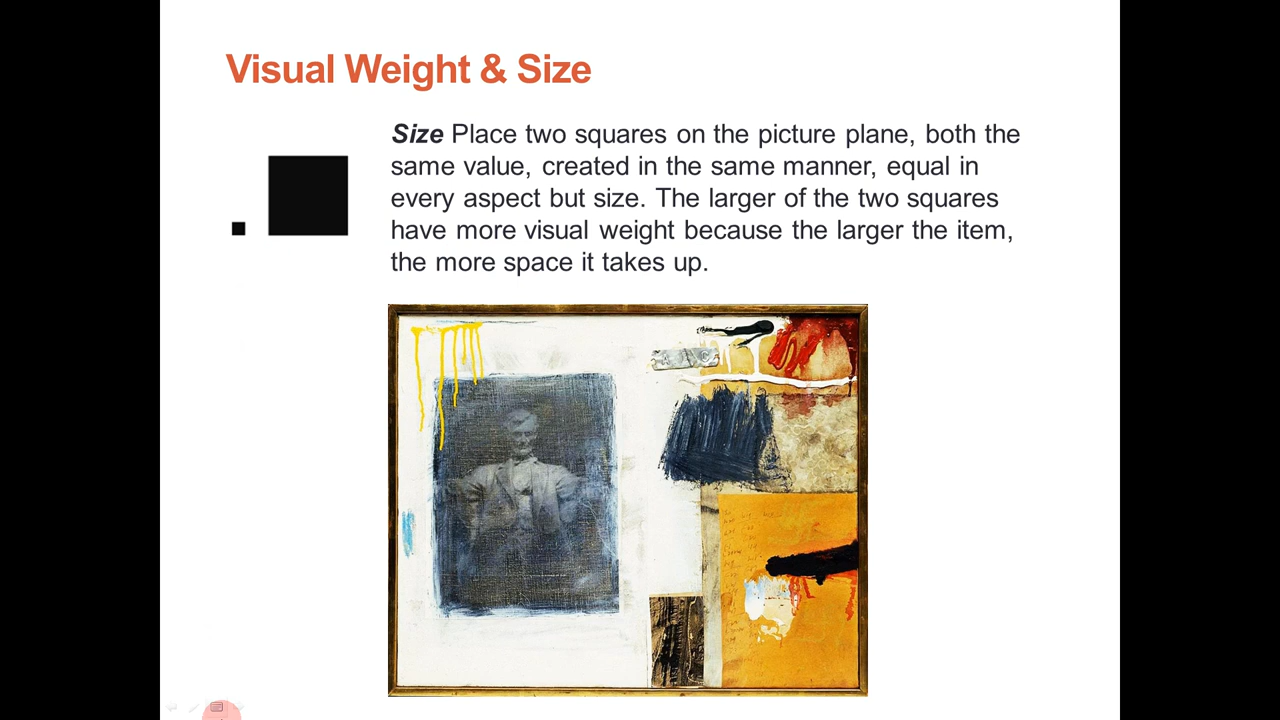 Visual Weight & Size
Size Place two squares on the picture plane, both the
same value, created in the same manner, equal in
every aspect but size. The larger of the two squares
have more visual weight because the larger the item,
the more space it takes up.